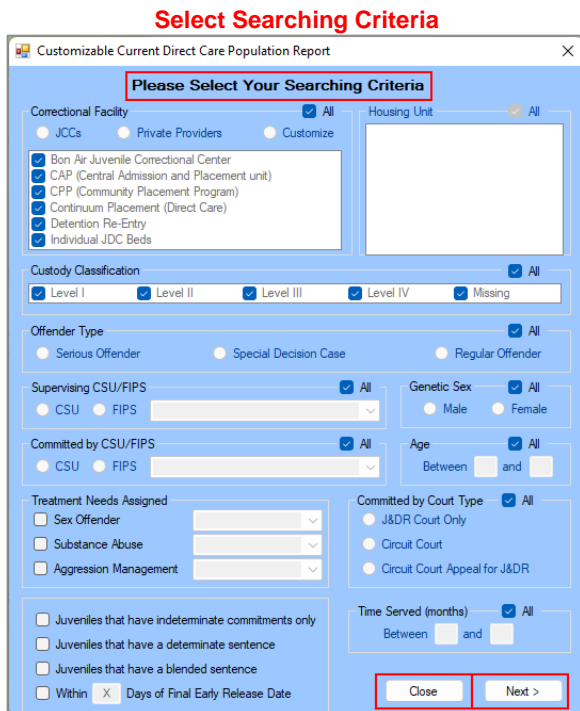 Select Searching Criteria
Customizable Current Direct Care Population Report
Please Select Your Searching Criteria
Correctional Facility All
JCCs Private Providers Customize
Bon Air Juvenile Correctional Center
CAP (Central Admission and Placement unit)
CPP (Community Placement Program)
Continuum Placement (Direct Care)
Detention Re-Entry
Individual JDC Beds
Housing Unit All
Custody Classification All
Level I Level II Level III Level IV Missing
Offender Type All
Serious Offender Special Decision Case Regular Offender
Supervising CSU/FIPS All
CSU FIPS
Genetic Sex All
Male Female
Committed by CSU/FIPS All
CSU FIPS
Age All
Between and
Treatment Needs Assigned
Sex Offender
Substance Abuse
Aggression Management
Committed by Court Type All
J&DR Court Only
Circuit Court
Circuit Court Appeal for J&DR
Juveniles that have indeterminate commitments only
Juveniles that have a determinate sentence
Juveniles that have a blended sentence
Within X Days of Final Early Release Date
Time Served (months) All
Between and
Close Next >